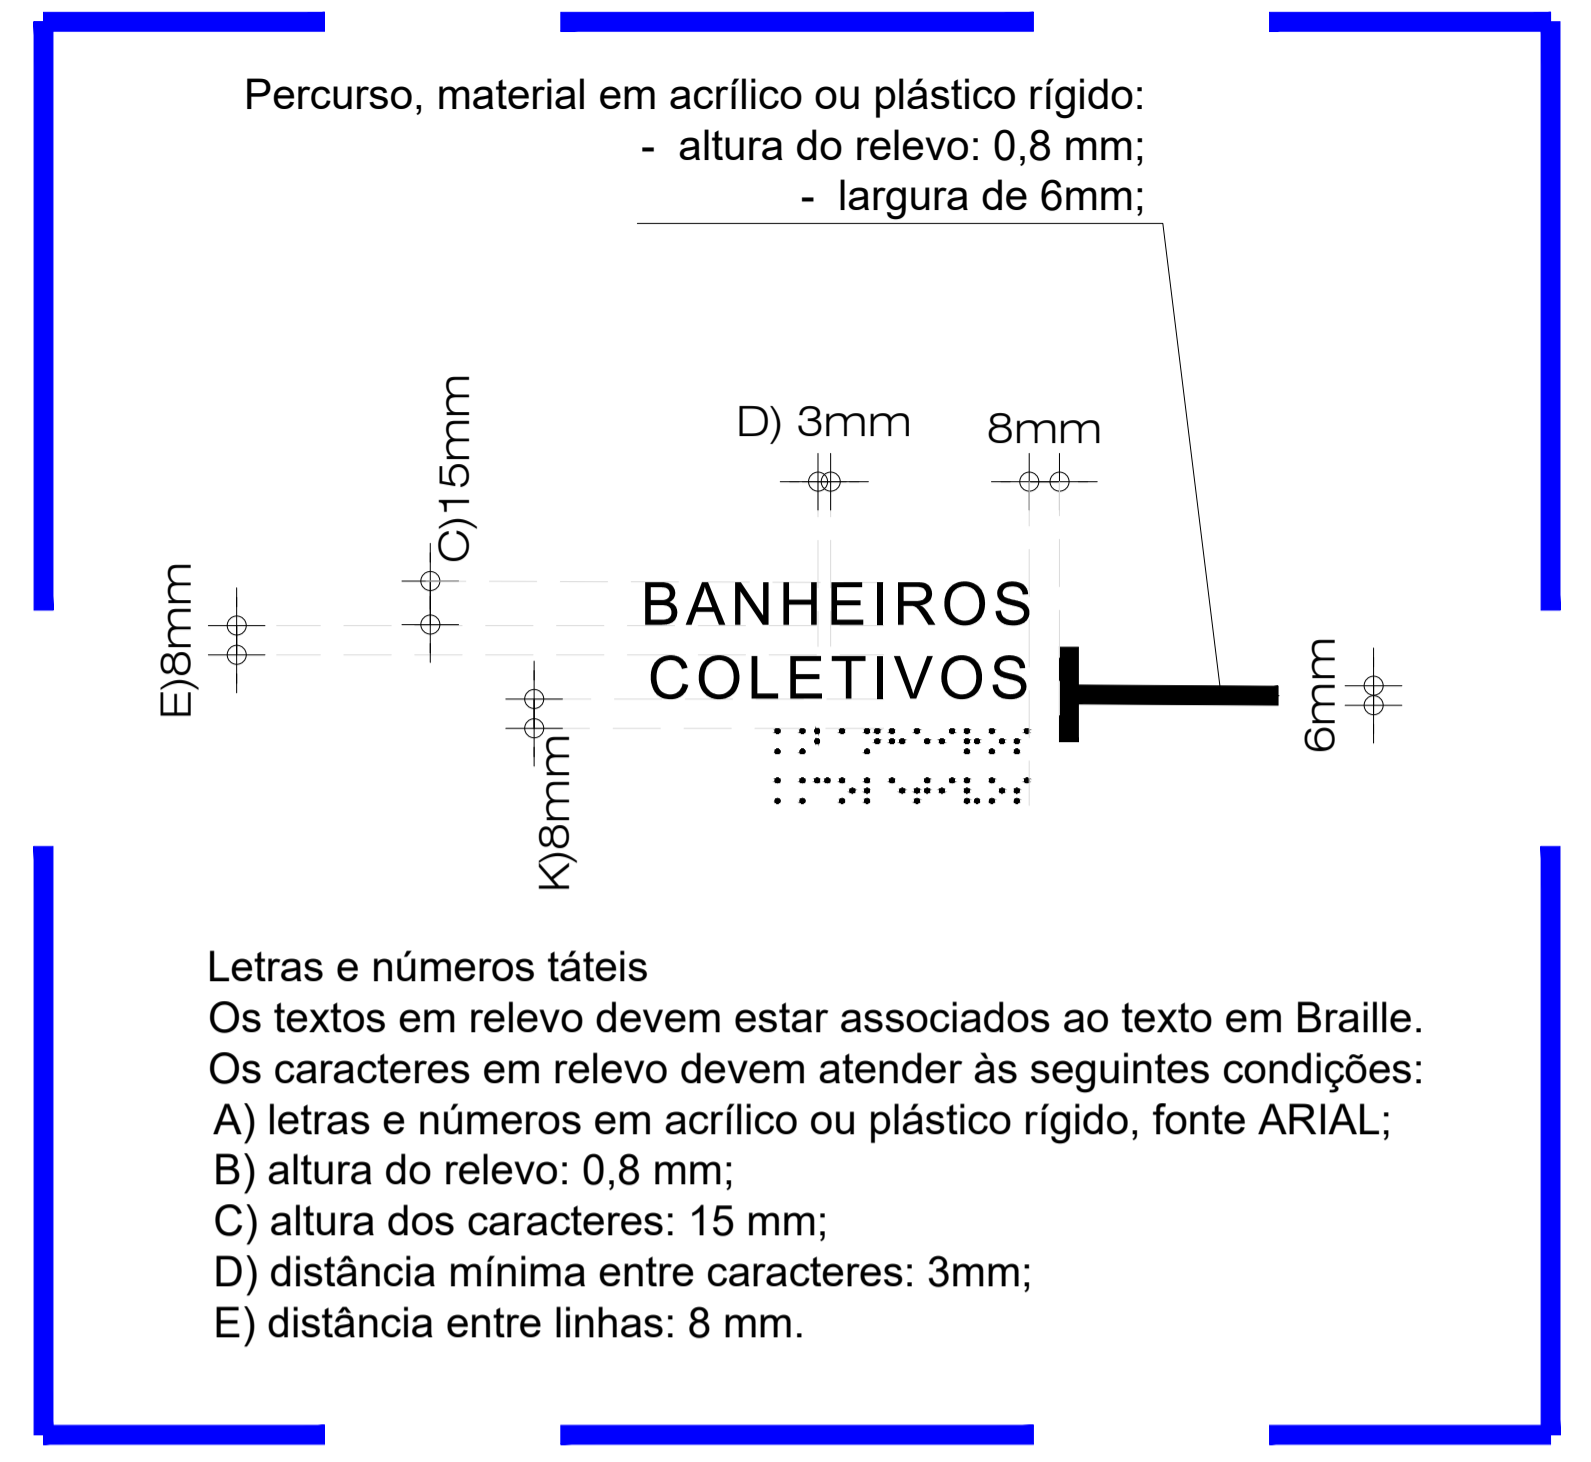 Percurso, material em acrílico ou plástico rígido:
- altura do relevo: 0,8 mm;
- largura de 6mm;
D) 3mm
8mm
C)15mm
E)8mm
BANHEIROS
COLETIVOS
6mm
K)8mm
Letras e números táteis
Os textos em relevo devem estar associados ao texto em Braille.
Os caracteres em relevo devem atender às seguintes condições:
A) letras e números em acrílico ou plástico rígido, fonte ARIAL;
B) altura do relevo: 0,8 mm;
C) altura dos caracteres: 15 mm;
D) distância mínima entre caracteres: 3mm;
E) distância entre linhas: 8 mm.